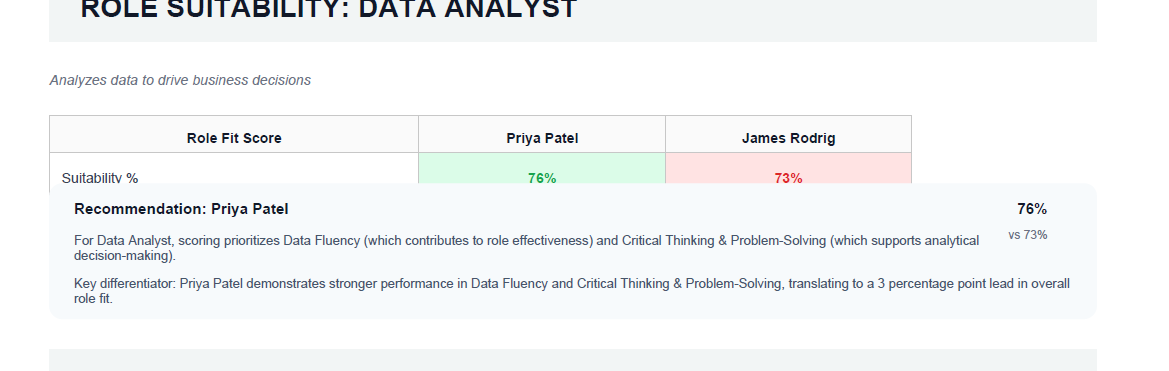 ROLE SUITABILITY: DATA ANALYST
Analyzes data to drive business decisions
Role Fit Score Priya Patel James Rodrig
Suitability % 76% 73%
Recommendation: Priya Patel 76%
For Data Analyst, scoring prioritizes Data Fluency (which contributes to role effectiveness) and Critical Thinking & Problem-Solving (which supports analytical vs 73%
decision-making).
Key differentiator: Priya Patel demonstrates stronger performance in Data Fluency and Critical Thinking & Problem-Solving, translating to a 3 percentage point lead in overall
role fit.